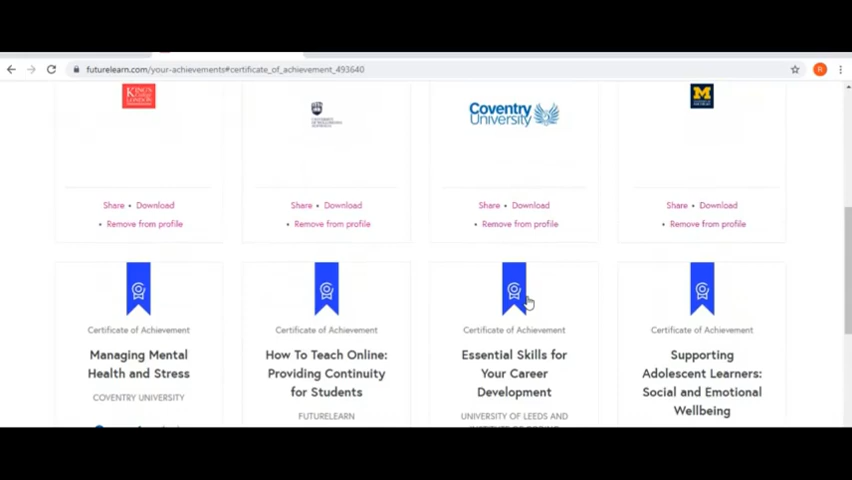 futurelearn.com/your-achievements#certificate_of_achievement_493640
R
KING'S
College
LONDON
Coventry
University
M
Share • Download
• Remove from profile
Share • Download
• Remove from profile
Share • Download
• Remove from profile
Share • Download
• Remove from profile
Certificate of Achievement
Managing Mental
Health and Stress
COVENTRY UNIVERSITY
Certificate of Achievement
How To Teach Online:
Providing Continuity
for Students
FUTURELEARN
Certificate of Achievement
Essential Skills for
Your Career
Development
UNIVERSITY OF LEEDS AND
Certificate of Achievement
Supporting
Adolescent Learners:
Social and Emotional
Wellbeing